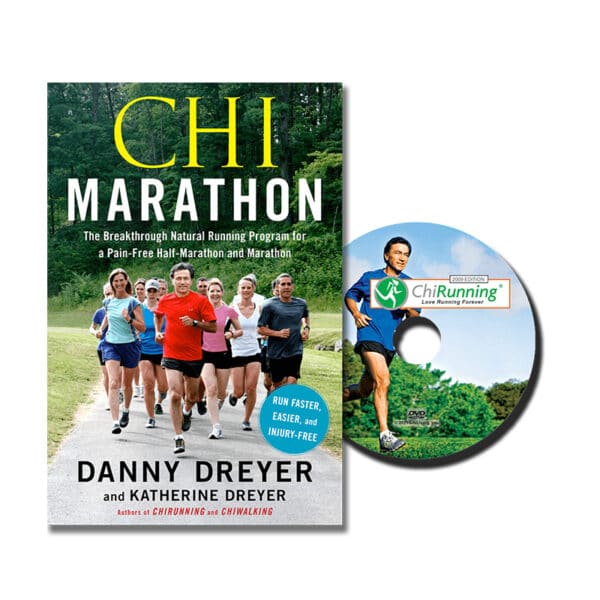 CHI
MARATHON
The Breakthrough Natural Running Program for
a Pain-Free Half-Marathon and Marathon
RUN FASTER,
EASIER, and
INJURY-FREE
DANNY DREYER
and KATHERINE DREYER
Authors of CHIRUNNING and CHIWALKING
2009 EDITION
ChiRunning®
Love Running Forever
DVD